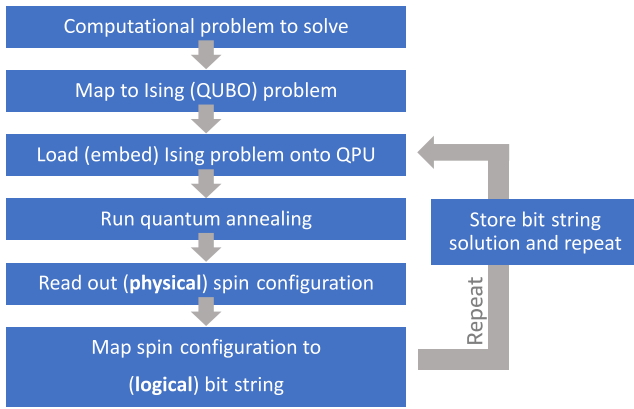 Computational problem to solve
Map to Ising (QUBO) problem
Load (embed) Ising problem onto QPU
Run quantum annealing
Read out (physical) spin configuration
Map spin configuration to
(logical) bit string
Store bit string
solution and repeat
Repeat